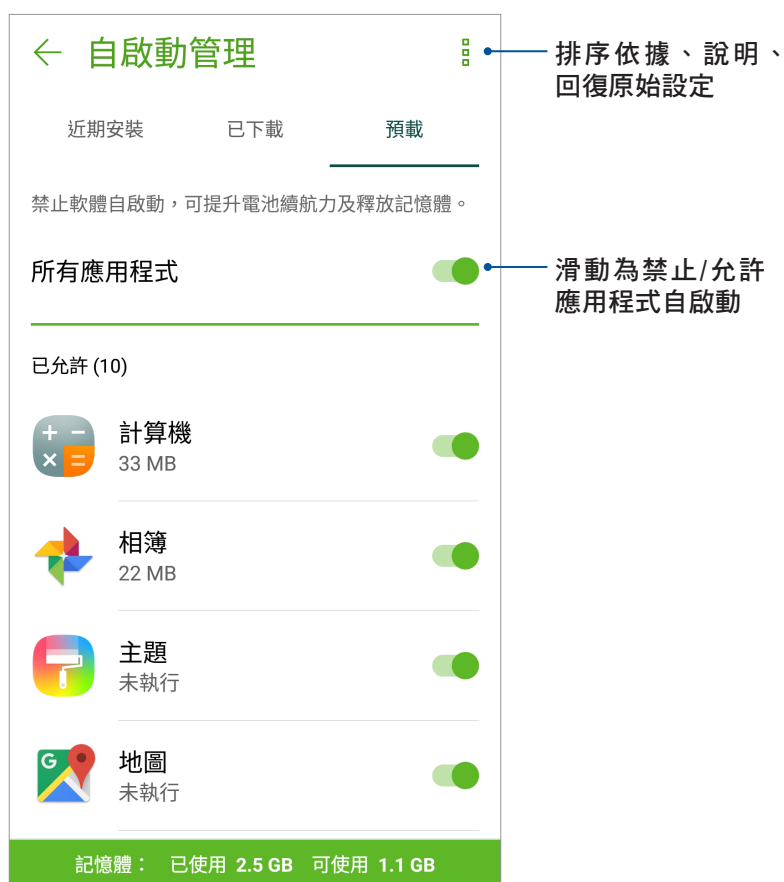 自啟動管理
排序依據、說明、
回復原始設定
近期安裝 已下載 預載
禁止軟體自啟動，可提升電池續航力及釋放記憶體。
所有應用程式
滑動為禁止/允許
應用程式自啟動
已允許 (10)
計算機
33 MB
相簿
22 MB
主題
未執行
G
地圖
未執行
記憶體： 已使用 2.5 GB 可使用 1.1 GB